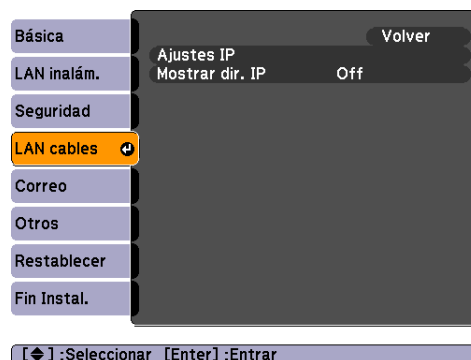 Básica
LAN inalám.
Seguridad
LAN cables
Correo
Otros
Restablecer
Fin Instal.
Volver
Ajustes IP
Mostrar dir. IP Off
[ ] :Seleccionar [Enter] :Entrar